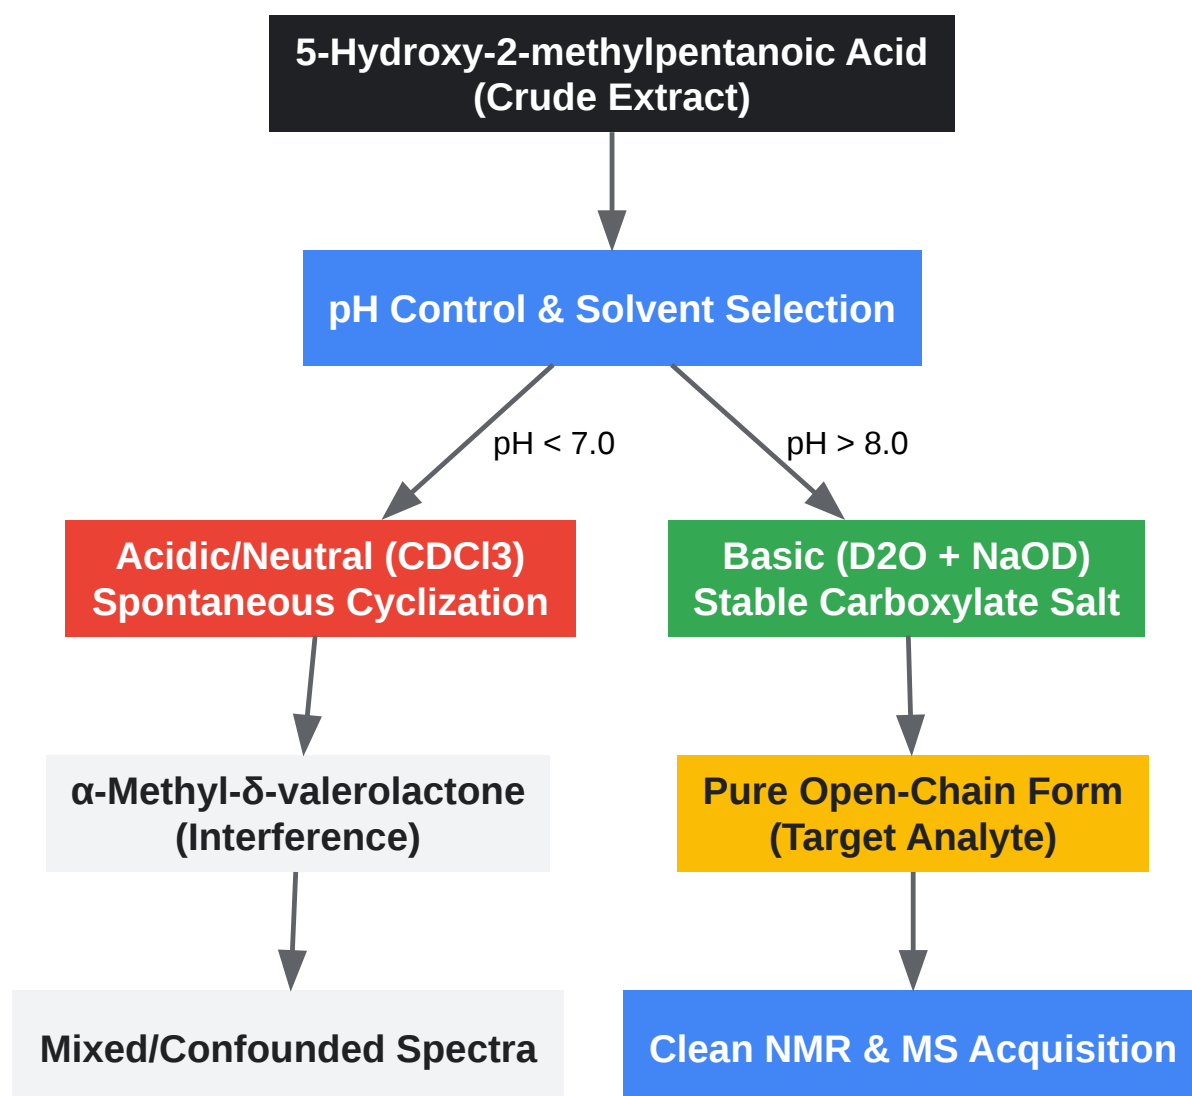 5-Hydroxy-2-methylpentanoic Acid
(Crude Extract)
pH Control & Solvent Selection
pH < 7.0
pH > 8.0
Acidic/Neutral (CDCl3)
Spontaneous Cyclization
Basic (D2O + NaOD)
Stable Carboxylate Salt
α-Methyl-δ-valerolactone
(Interference)
Pure Open-Chain Form
(Target Analyte)
Mixed/Confounded Spectra
Clean NMR & MS Acquisition